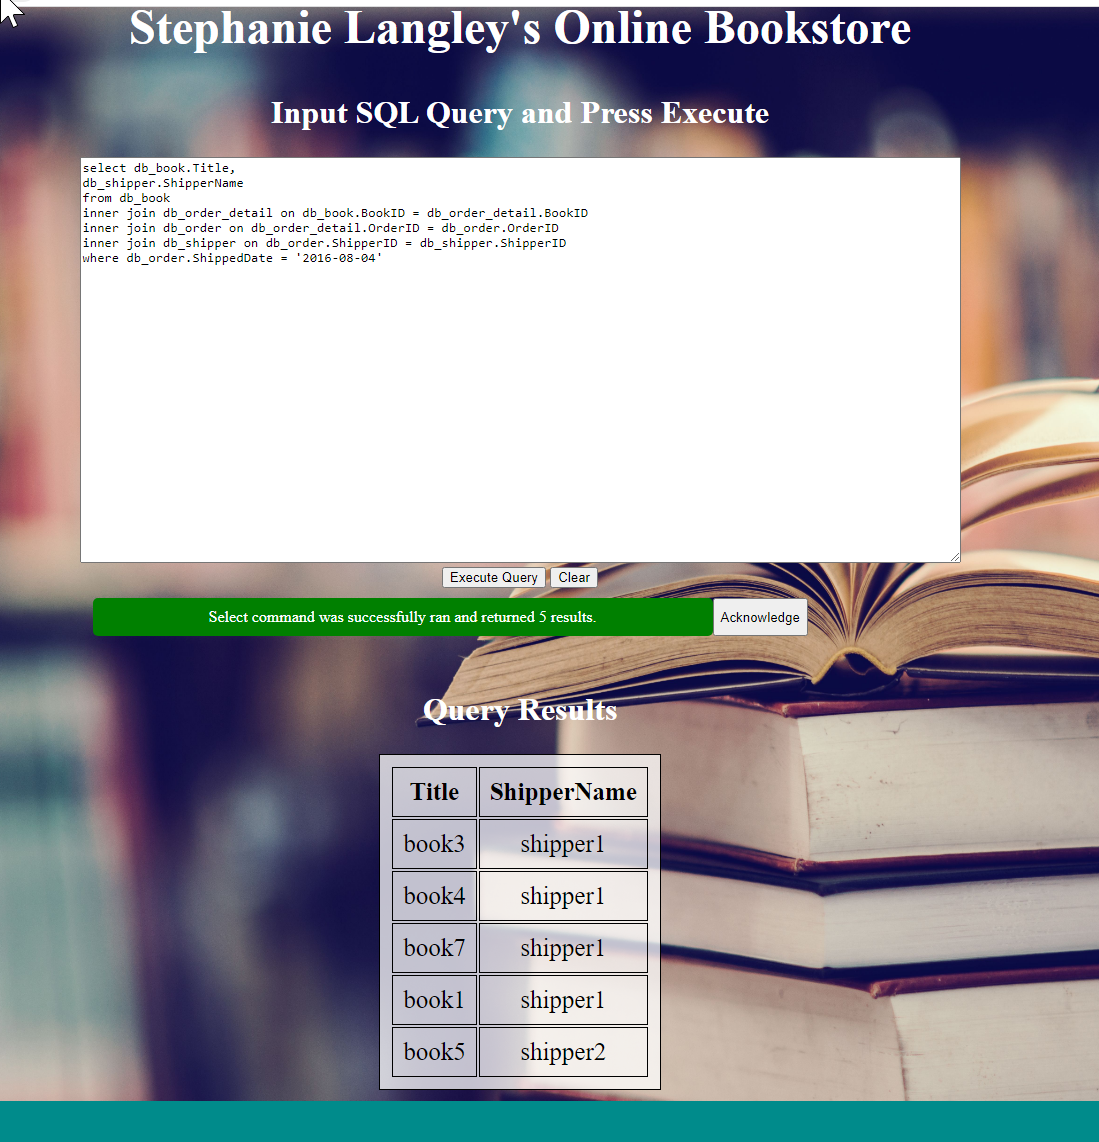 Stephanie Langley's Online Bookstore
Input SQL Query and Press Execute
select db_book.Title,
db_shipper.ShipperName
from db_book
inner join db_order_detail on db_book.BookID = db_order_detail.BookID
inner join db_order on db_order_detail.OrderID = db_order.OrderID
inner join db_shipper on db_order.ShipperID = db_shipper.ShipperID
where db_order.ShippedDate = '2016-08-04'
Execute Query Clear
Select command was successfully ran and returned 5 results. Acknowledge
Query Results
Title ShipperName
book3 shipper1
book4 shipper1
book7 shipper1
book1 shipper1
book5 shipper2